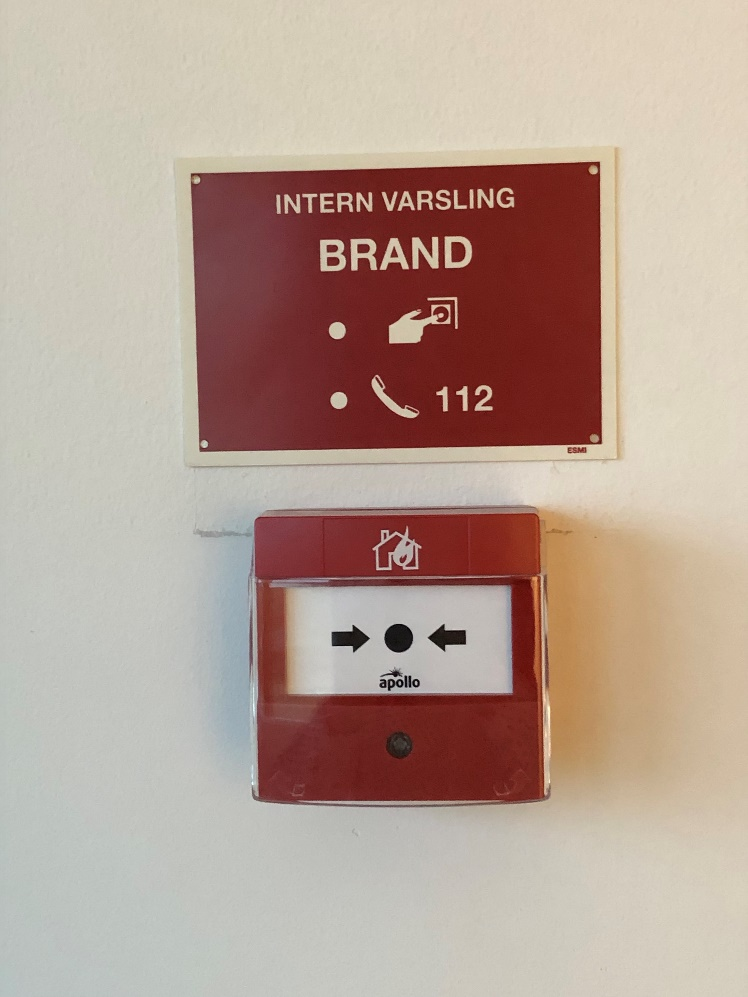 INTERN VARSLING
BRAND
112
ESMI
apollo